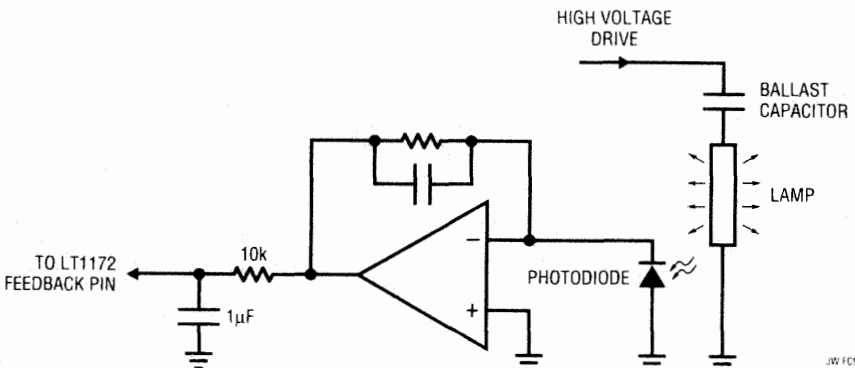 HIGH VOLTAGE
DRIVE
BALLAST
CAPACITOR
LAMP
10k
TO LT1172
FEEDBACK PIN
1µF
−
+
PHOTODIODE